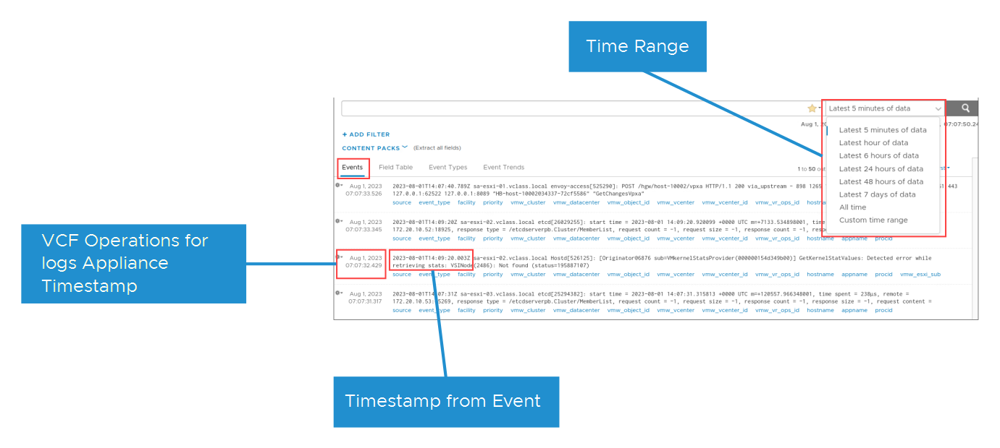 Time Range
Latest 5 minutes of data
Aug 1, 2 07:07:50.24
+ ADD FILTER
CONTENT PACKS (Extract all fields)
Latest 5 minutes of data
Latest hour of data
Latest 6 hours of data
Latest 24 hours of data
Latest 48 hours of data
Latest 7 days of data
All time
Custom time range
Events Field Table Event Types Event Trends
1 to 50 o
Aug 1, 2023
07:07:33.526
2023-08-01T14:07:40.789Z sa-esxi-01.vclass.local envoy-access[525290]: POST /hgw/host-10002/vpxa HTTP/1.1 200 via_upstream - 898 1265 443
127.0.0.1:62522 127.0.0.1:8089 "HB-host-10002034337-72cf5586" "GetChangesVpxa"
source event_type facility priority vmw_cluster vmw_datacenter vmw_object_id vmw_vcenter vmw_vcenter_id vmw_vr_ops_id
Aug 1, 2023
07:07:33.345
2023-08-01T14:09:20Z sa-esxi-02.vclass.local etcd[26029255]: start time = 2023-08-01 14:09:20.920099 +0000 UTC m=+7133.534898001, time
172.20.10.52:18925, response type = /etcdserverpb.Cluster/MemberList, request count = -1, request size = -1, response count = -1,
source event_type facility priority vmw_cluster vmw_datacenter vmw_object_id vmw_vcenter vmw_vcenter_id vmw_vr_ops_id hostname appname procid
VCF Operations for
logs Appliance
Timestamp
Aug 1, 2023
07:07:32.429
2023-08-01T14:09:20.003Z sa-esxi-02.vclass.local Hostd[526125]: [Originator@6876 sub=VMkernelStatsProvider(000000154d349b00)] GetKernelStatValues: Detected error while
retrieving stats: VSINode(2486): Not found (status=195887107)
source event_type facility priority vmw_cluster vmw_datacenter vmw_object_id vmw_vcenter vmw_vcenter_id vmw_vr_ops_id hostname appname procid vmw_esxi_sub
Aug 1, 2023
07:07:31.317
2023-08-01T14:07:31Z sa-esxi-03.vclass.local etcd[25294382]: start time = 2023-08-01 14:07:31.315813 +0000 UTC m=+120557.966348001, time spent = 238µs, remote =
172.20.10.53: 5269, response type = /etcdserverpb.Cluster/MemberList, request count = -1, request size = -1, response count = -1, response size = -1, request content =
source event_type facility priority vmw_cluster vmw_datacenter vmw_object_id vmw_vcenter vmw_vcenter_id vmw_vr_ops_id hostname appname procid
Timestamp from Event